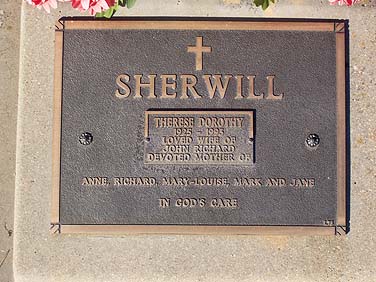 SHERWILL
THERESE DOROTHY
1925 - 1993
LOVED WIFE OF
JOHN RICHARD
DEVOTED MOTHER OF
ANNE, RICHARD, MARY-LOUISE, MARK AND JANE
IN GOD'S CARE